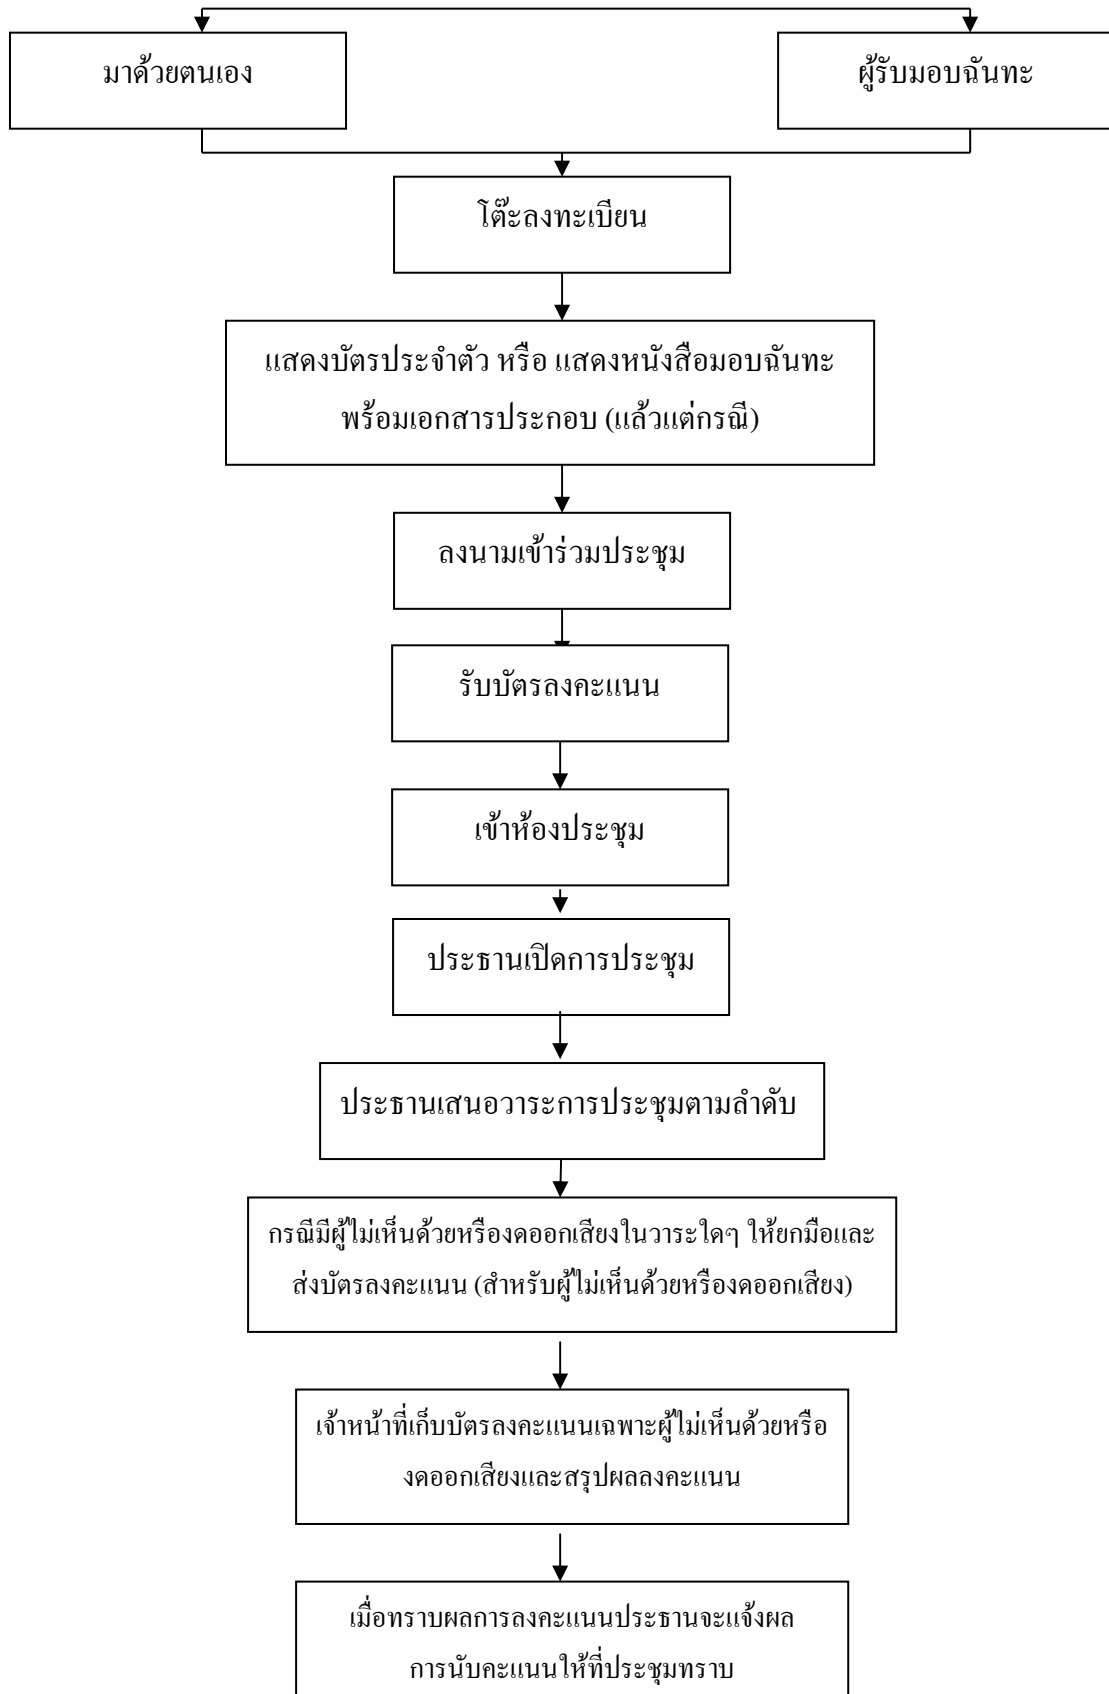 มาด้วยตนเอง
ผู้รับมอบฉันทะ
โต๊ะลงทะเบียน
แสดงบัตรประจำตัว หรือ แสดงหนังสือมอบฉันทะ
พร้อมเอกสารประกอบ (แล้วแต่กรณี)
ลงนามเข้าร่วมประชุม
รับบัตรลงคะแนน
เข้าห้องประชุม
ประธานเปิดการประชุม
ประธานเสนอวาระการประชุมตามลำดับ
กรณีมีผู้ไม่เห็นด้วยหรืองดออกเสียงในวาระใดๆ ให้ยกมือและ
ส่งบัตรลงคะแนน (สำหรับผู้ไม่เห็นด้วยหรืองดออกเสียง)
เจ้าหน้าที่เก็บบัตรลงคะแนนเฉพาะผู้ไม่เห็นด้วยหรือ
งดออกเสียงและสรุปผลลงคะแนน
เมื่อทราบผลการลงคะแนนประธานจะแจ้งผล
การนับคะแนนให้ที่ประชุมทราบ